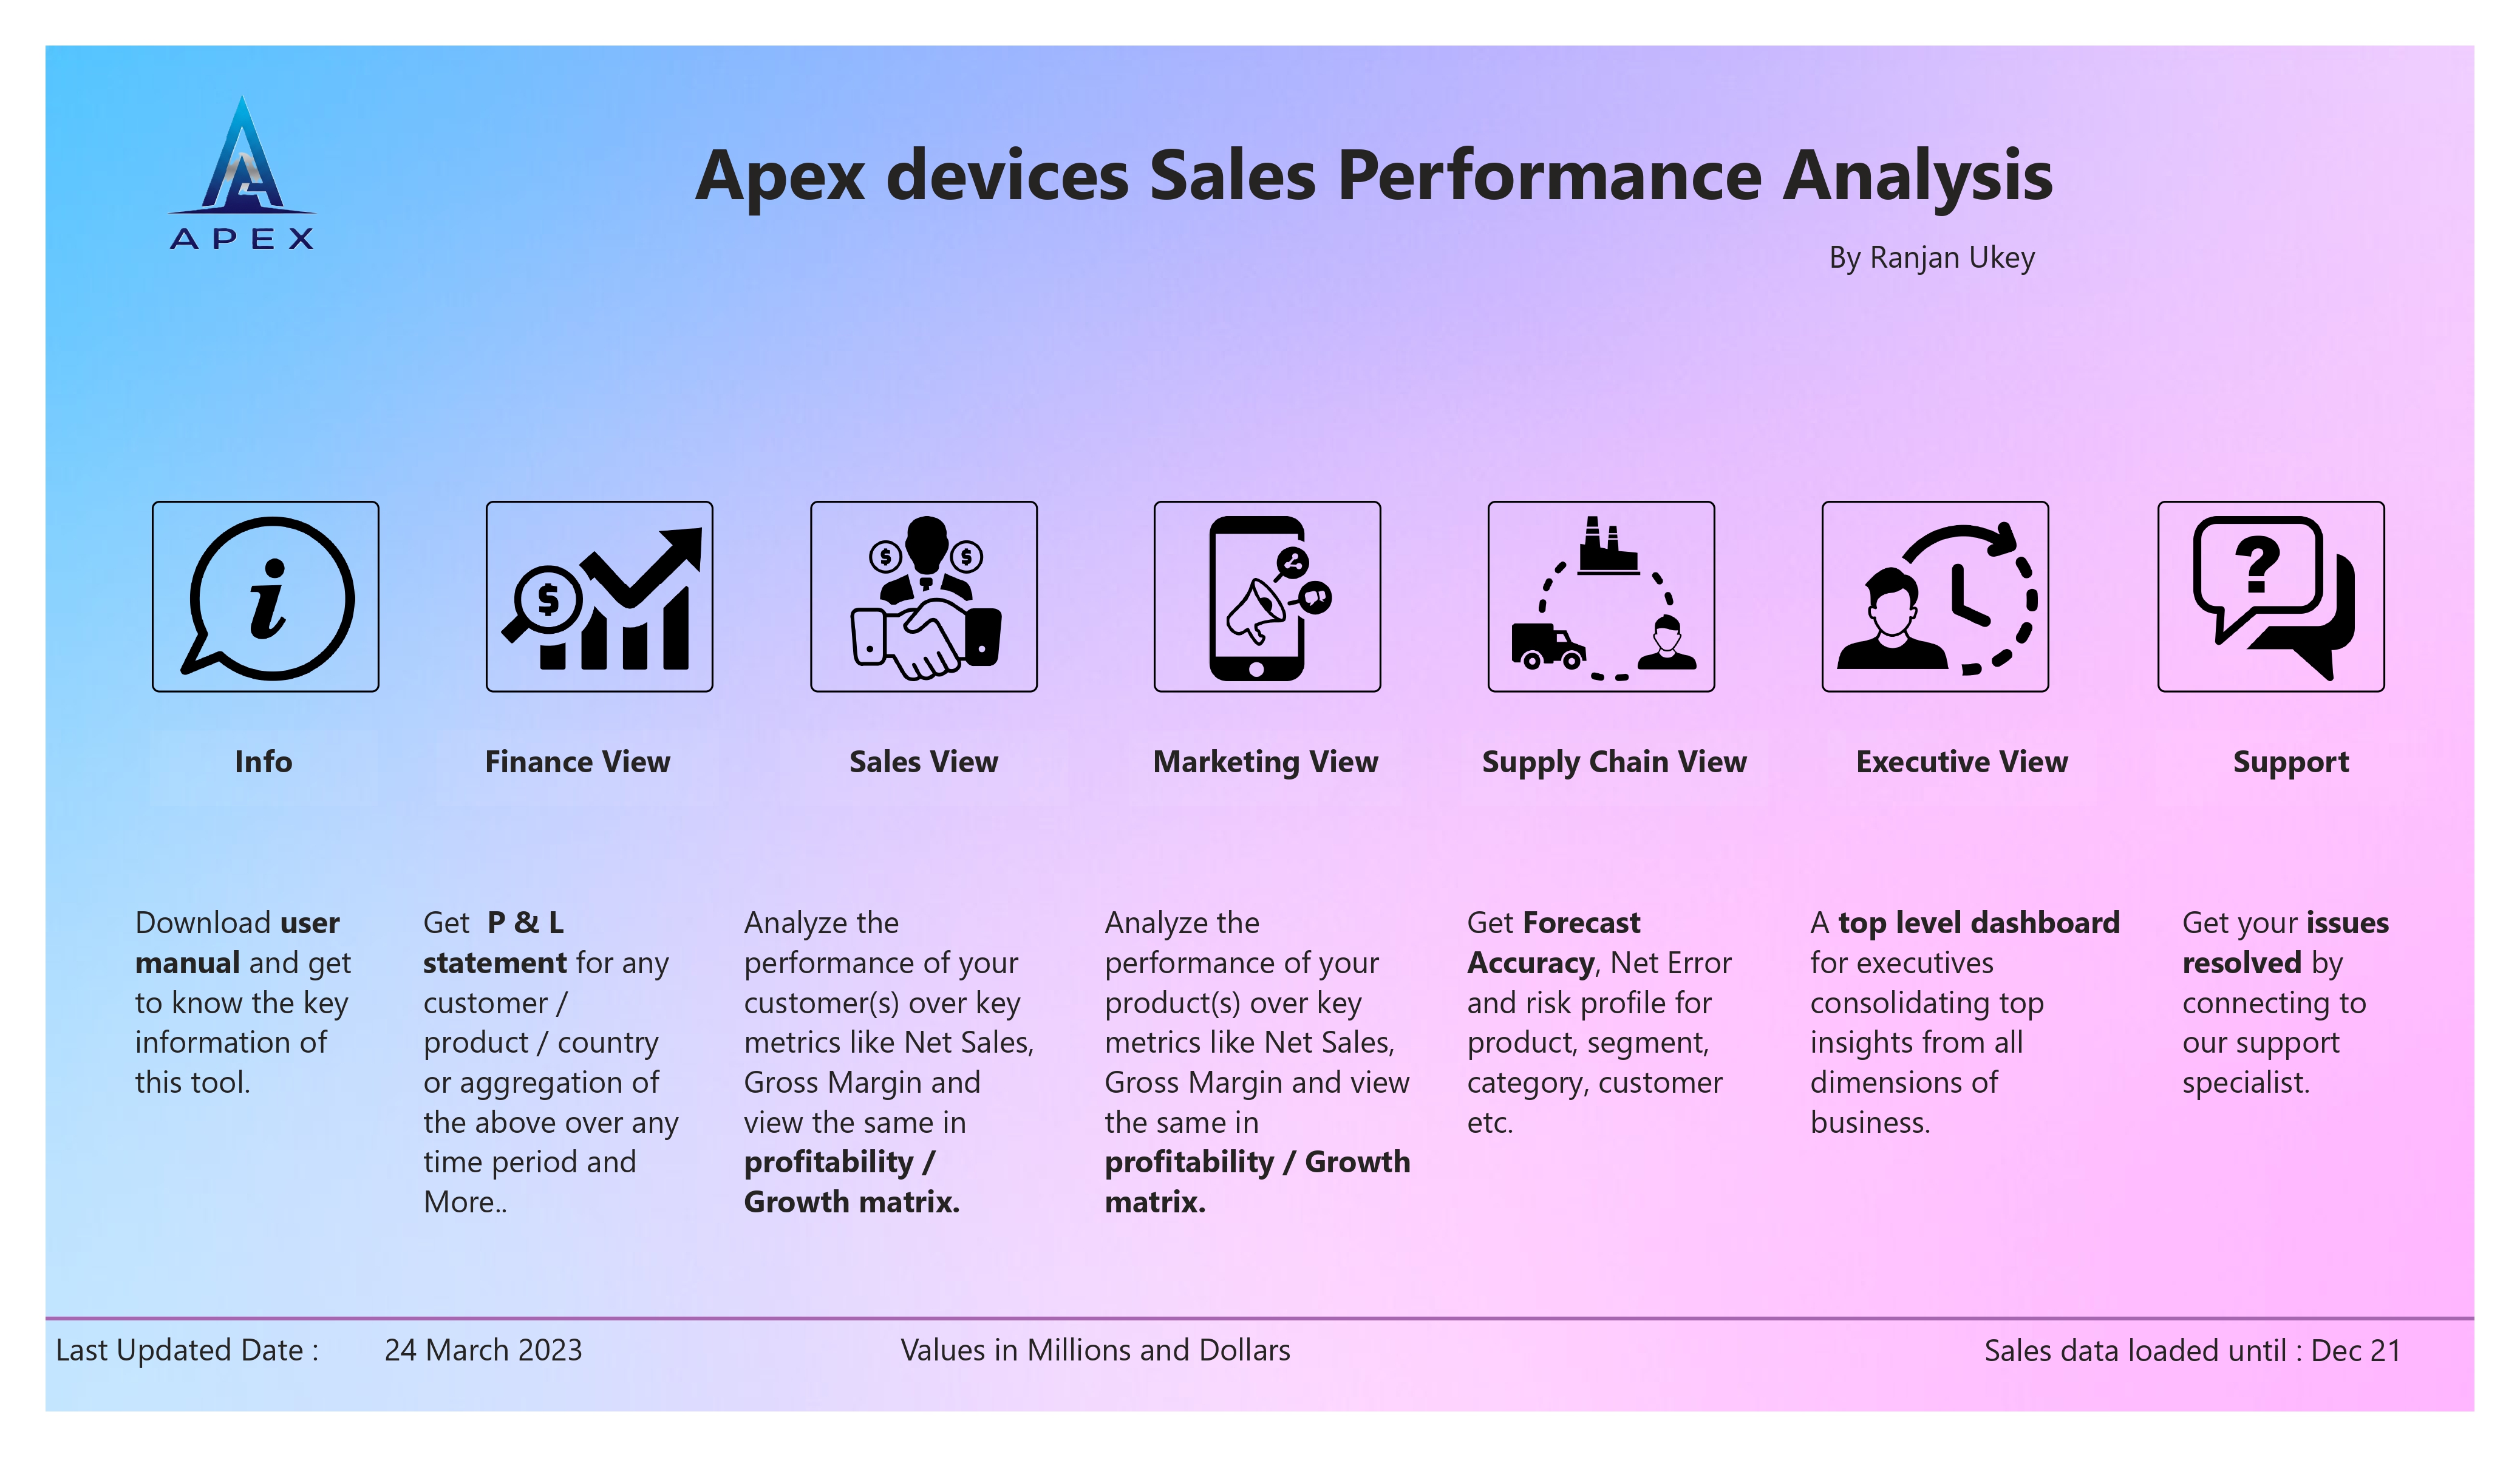 APEX
Apex devices Sales Performance Analysis
By Ranjan Ukey
Info
Finance View
Sales View
Marketing View
Supply Chain View
Executive View
Support
Download user
manual and get
to know the key
information of
this tool.
Get P & L
statement for any
customer /
product / country
or aggregation of
the above over any
time period and
More..
Analyze the
performance of your
customer(s) over key
metrics like Net Sales,
Gross Margin and
view the same in
profitability /
Growth matrix.
Analyze the
performance of your
product(s) over key
metrics like Net Sales,
Gross Margin and view
the same in
profitability / Growth
matrix.
Get Forecast
Accuracy, Net Error
and risk profile for
product, segment,
category, customer
etc.
A top level dashboard
for executives
consolidating top
insights from all
dimensions of
business.
Get your issues
resolved by
connecting to
our support
specialist.
Last Updated Date : 24 March 2023
Values in Millions and Dollars
Sales data loaded until : Dec 21